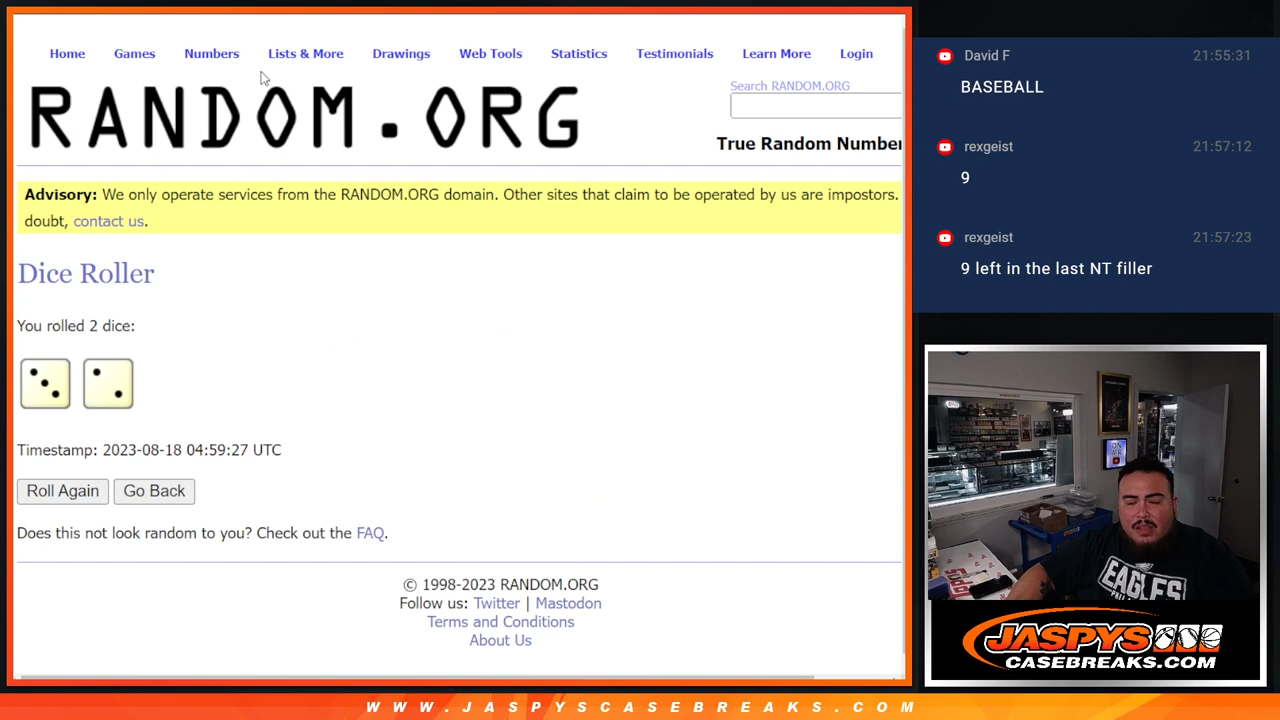 Home Games Numbers Lists & More Drawings Web Tools Statistics Testimonials Learn More Login
RANDOM.ORG
Search RANDOM.ORG
True Random Number
Advisory: We only operate services from the RANDOM.ORG domain. Other sites that claim to be operated by us are impostors.
doubt, contact us.
Dice Roller
You rolled 2 dice:
Timestamp: 2023-08-18 04:59:27 UTC
Roll Again Go Back
Does this not look random to you? Check out the FAQ.
© 1998-2023 RANDOM.ORG
Follow us: Twitter | Mastodon
Terms and Conditions
About Us
David F 21:55:31
BASEBALL
rexgeist 21:57:12
9
rexgeist 21:57:23
9 left in the last NT filler
ON
AIR
EAGLES
JASPYS
CASEBREAKS.COM
WWW.JASPYSCASEBREAKS.COM